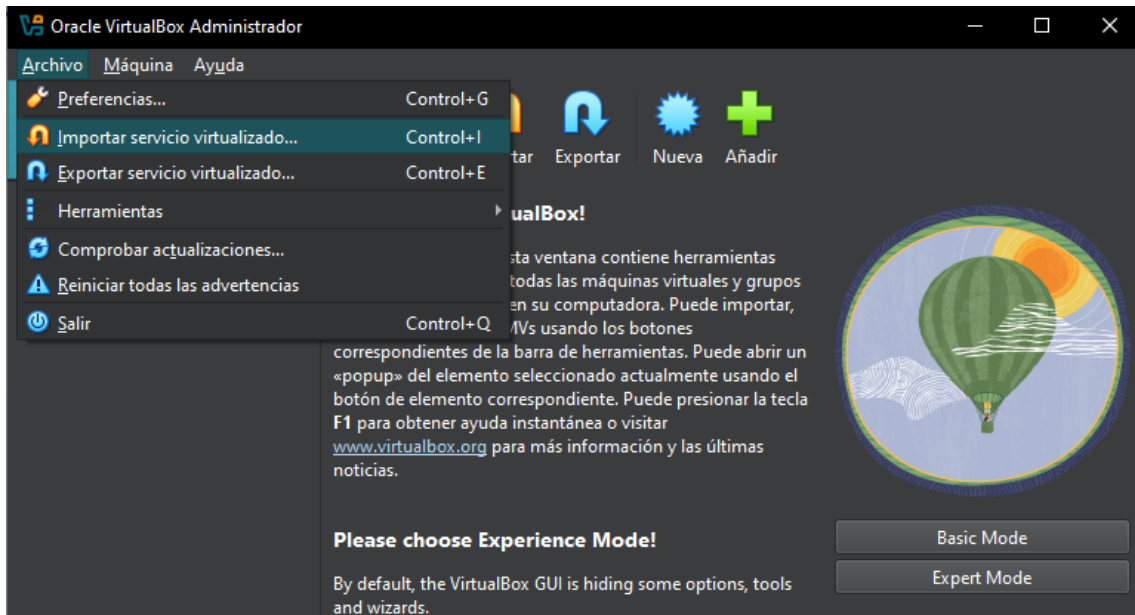 Oracle VirtualBox Administrador
Archivo Máquina Ayuda
Preferencias... Control+G
Importar servicio virtualizado... Control+I
Exportar servicio virtualizado... Control+E
Herramientas
Comprobar actualizaciones...
Reiniciar todas las advertencias
Salir Control+Q
Exportar Nueva Añadir
ualBox!
sta ventana contiene herramientas
todas las máquinas virtuales y grupos
en su computadora. Puede importar,
MVs usando los botones
correspondientes de la barra de herramientas. Puede abrir un
«popup» del elemento seleccionado actualmente usando el
botón de elemento correspondiente. Puede presionar la tecla
F1 para obtener ayuda instantánea o visitar
www.virtualbox.org para más información y las últimas
noticias.
Please choose Experience Mode!
By default, the VirtualBox GUI is hiding some options, tools
and wizards.
Basic Mode
Expert Mode